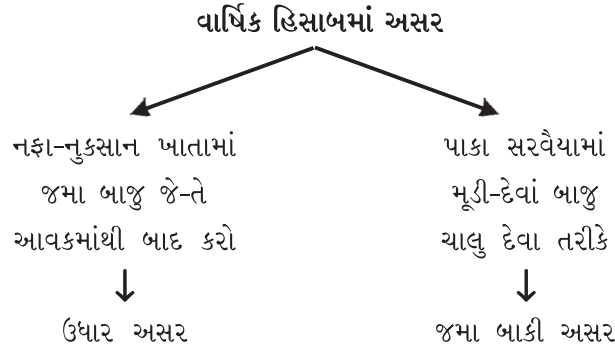 વાર્ષિક હિસાબમાં અસર
નફા-નુકસાન ખાતામાં
જમા બાજુ જે-તે
આવકમાંથી બાદ કરો
ઉધાર અસર
પાકા સરવૈયામાં
મૂડી-દેવાં બાજુ
ચાલુ દેવા તરીકે
જમા બાકી અસર